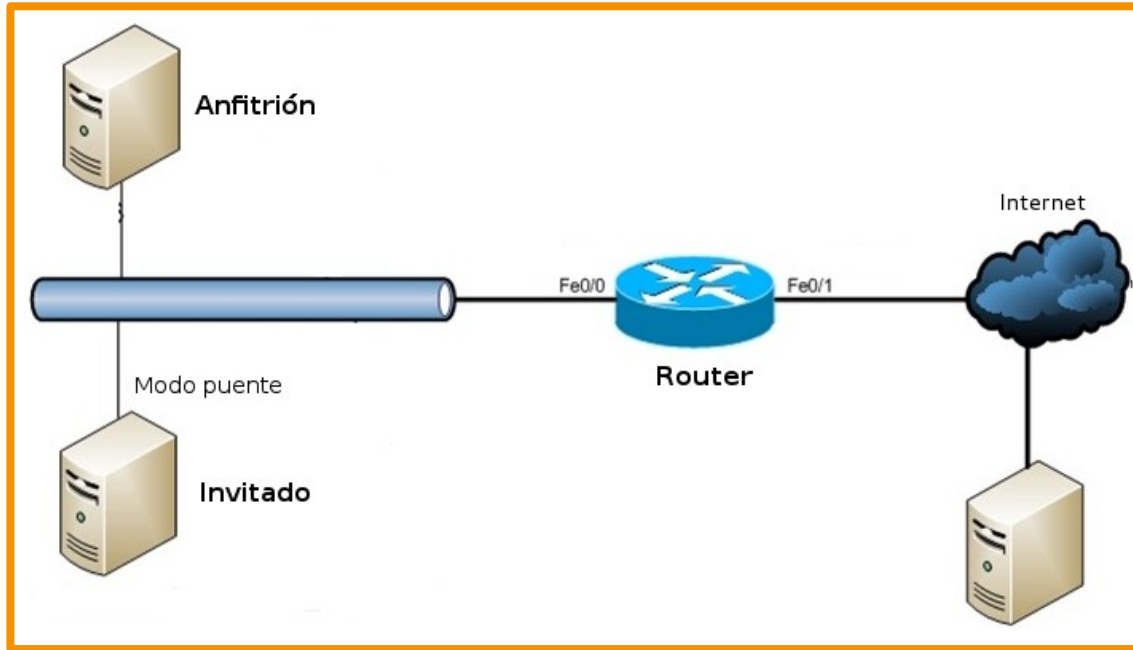 Anfitrión
Internet
Fe0/0
Fe0/1
Router
Modo puente
Invitado